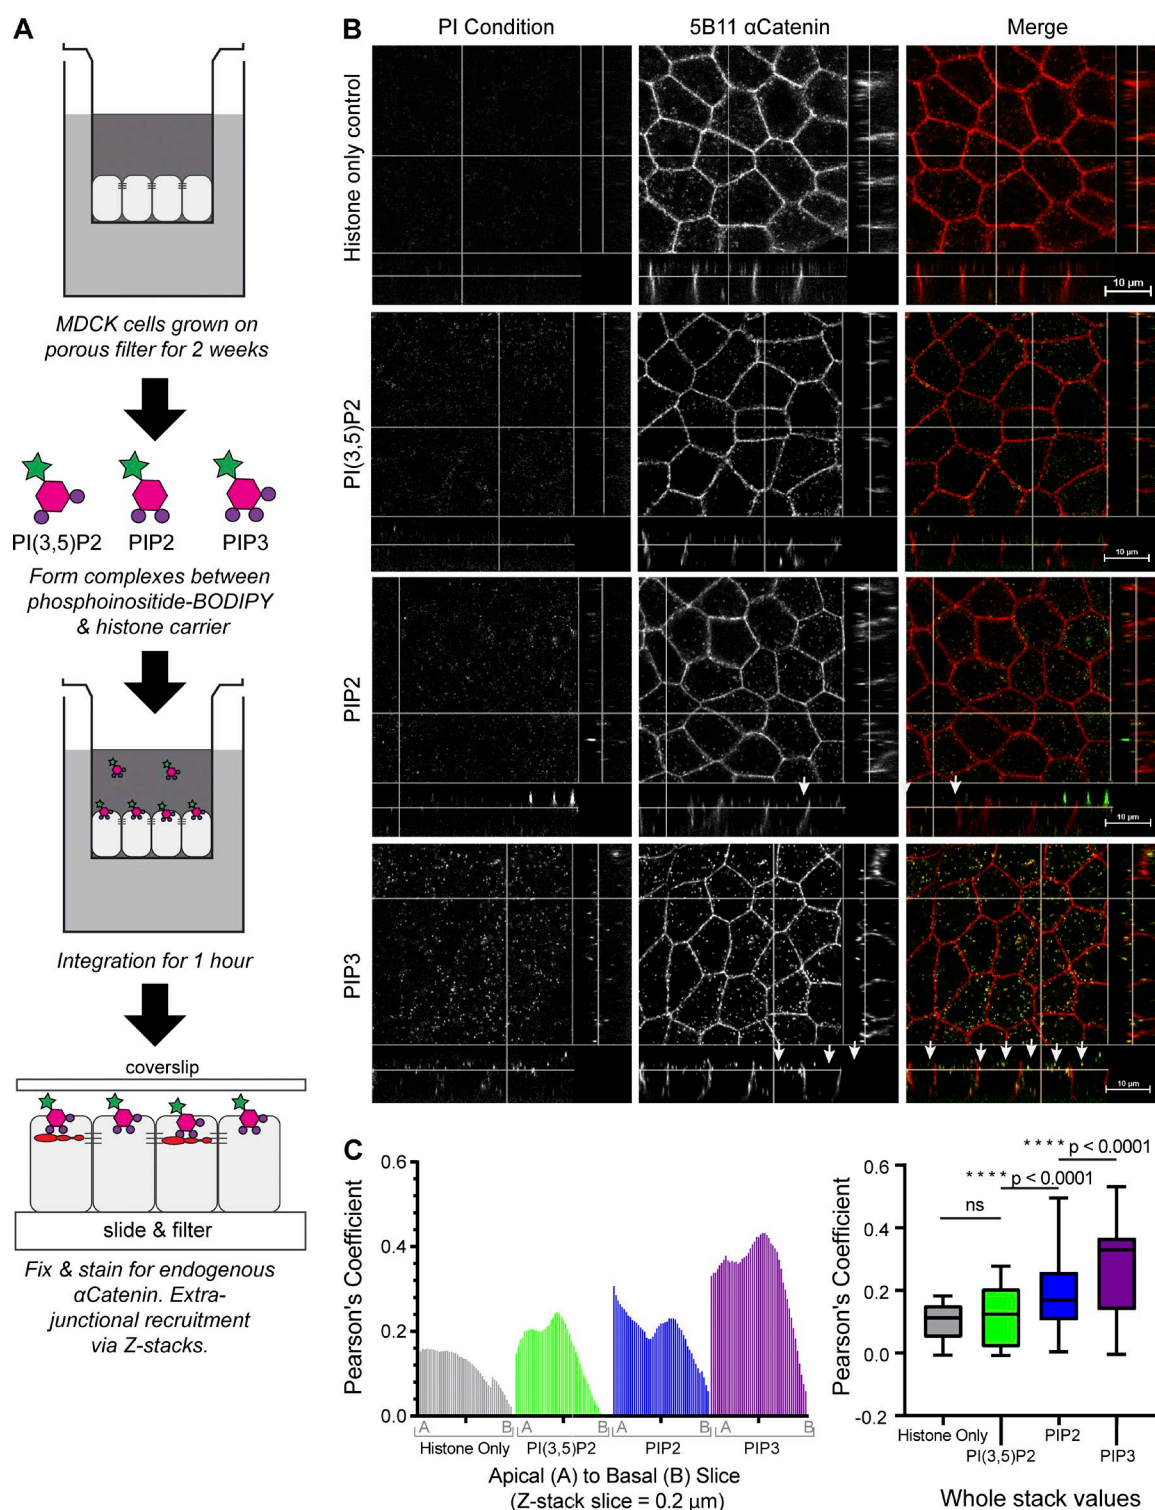 A
MDCK cells grown on
porous filter for 2 weeks
PI(3,5)P2 PIP2 PIP3
Form complexes between
phosphoinositide-BODIPY
& histone carrier
Integration for 1 hour
coverslip
slide & filter
Fix & stain for endogenous
αCatenin. Extra-
junctional recruitment
via Z-stacks.
B
PI Condition 5B11 αCatenin Merge
Histone only control
10 µm
PI(3,5)P2
10 µm
PIP2
10 µm
PIP3
10 µm
C
Pearson's Coefficient
0.6
0.4
0.2
0.0
A B A B A B A B
Histone Only PI(3,5)P2 PIP2 PIP3
Apical (A) to Basal (B) Slice
(Z-stack slice = 0.2 µm)
Pearson's Coefficient
0.6
0.4
0.2
0.0
-0.2
**** p < 0.0001
**** p < 0.0001
ns
Histone Only PIP2
PI(3,5)P2 PIP3
Whole stack values